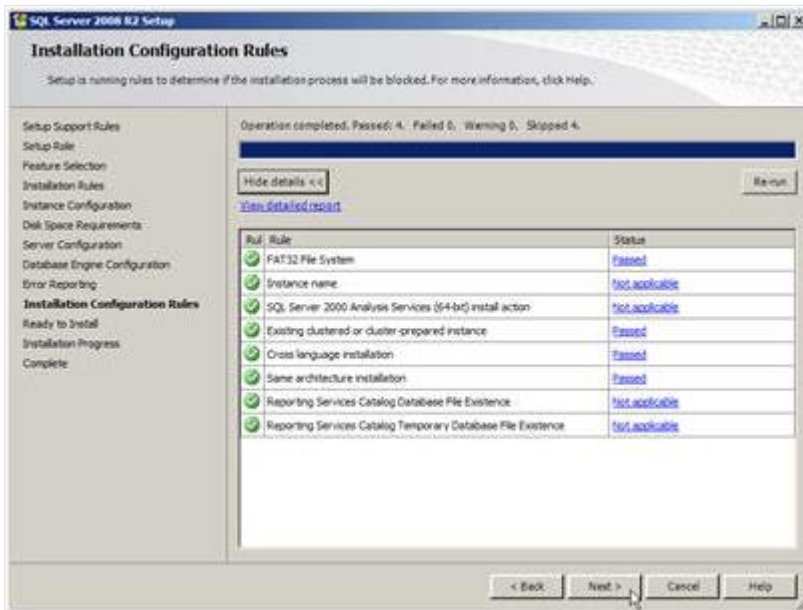 SQL Server 2008 R2 Setup
Installation Configuration Rules
Setup is running rules to determine if the installation process will be blocked. For more information, click Help.
Setup Support Rules
Setup Role
Feature Selection
Installation Rules
Instance Configuration
Disk Space Requirements
Server Configuration
Database Engine Configuration
Error Reporting
Installation Configuration Rules
Ready to Install
Installation Progress
Complete
Operation completed. Passed: 4. Failed 0. Warning 0. Skipped 4.
Hide details <<
Re-run
View detailed report
Rul Rule Status
FAT32 File System Passed
Instance name Not applicable
SQL Server 2000 Analysis Services (64-bit) install action Not applicable
Existing clustered or cluster-prepared instance Passed
Cross language installation Passed
Same architecture installation Passed
Reporting Services Catalog Database File Existence Not applicable
Reporting Services Catalog Temporary Database File Existence Not applicable
< Back Next > Cancel Help